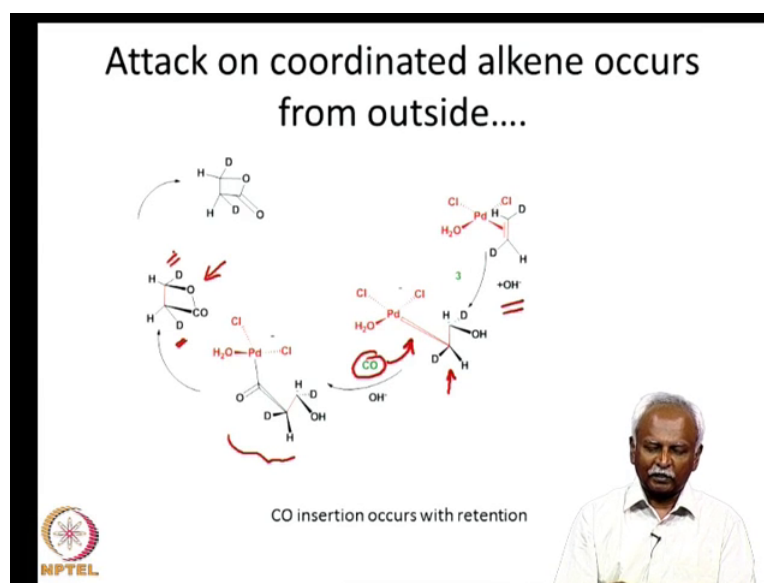 Attack on coordinated alkene occurs
from outside....
D
H
O
H
D
O
Cl
Cl
Pd
H
D
H₂O
D
H
3
+OH⁻
H
D
O
CO
H
D
Cl
Cl
Pd
H₂O
H
D
OH
D
H
CO
OH⁻
Cl
H₂O
Pd
Cl
O
H
D
D
OH
H
CO insertion occurs with retention
NPTEL